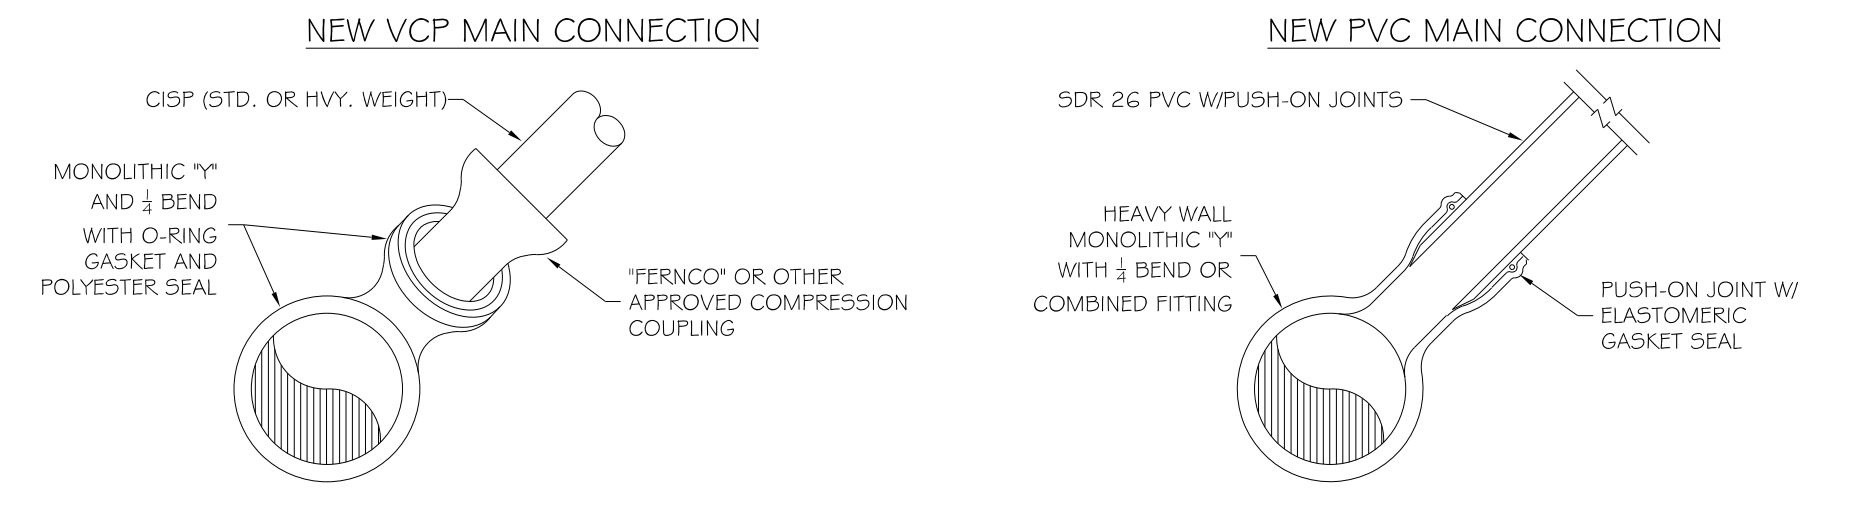 NEW VCP MAIN CONNECTION
CISP (STD. OR HVY. WEIGHT)
MONOLITHIC "Y"
AND 1/4 BEND
WITH O-RING
GASKET AND
POLYESTER SEAL
"FERNCO" OR OTHER
APPROVED COMPRESSION
COUPLING
NEW PVC MAIN CONNECTION
SDR 26 PVC W/PUSH-ON JOINTS
HEAVY WALL
MONOLITHIC "Y"
WITH 1/4 BEND OR
COMBINED FITTING
PUSH-ON JOINT W/
ELASTOMERIC
GASKET SEAL